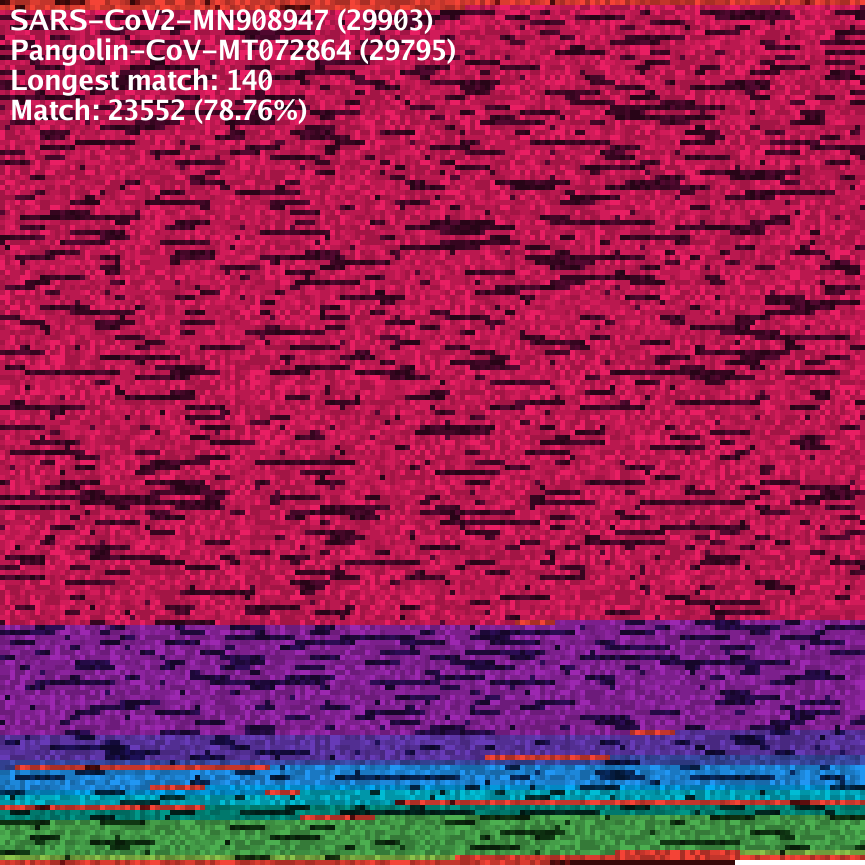 SARS-CoV2-MN908947 (29903)
Pangolin-CoV-MT072864 (29795)
Longest match: 140
Match: 23552 (78.76%)